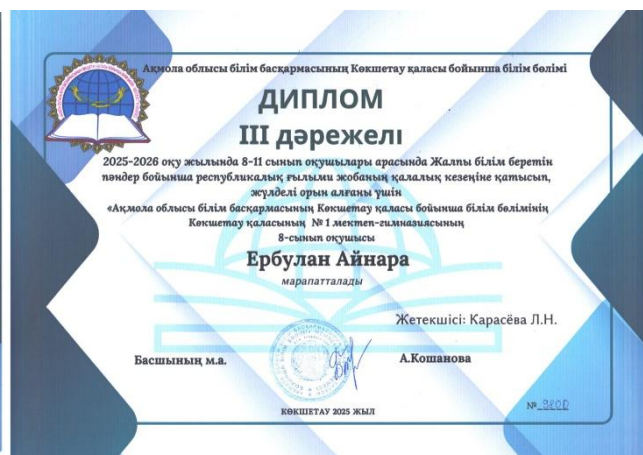 Ақмола облысы білім басқармасының Көкшетау қаласы бойынша білім бөлімі
ДИПЛОМ
III дәрежелі
2025-2026 оқу жылында 8-11 сынып оқушылары арасында Жалпы білім беретін
пәндер бойынша республикалық ғылыми жобаның қалалық кезеңіне қатысып,
жүлделі орын алғаны үшін
«Ақмола облысы білім басқармасының Көкшетау қаласы бойынша білім бөлімінің
Көкшетау қаласының № 1 мектеп-гимназиясының
8-сынып оқушысы
Ербулан Айнара
марапатталады
Жетекшісі: Карасёва Л.Н.
Басшының м.а. А.Кошанова
КӨКШЕТАУ 2025 ЖЫЛ
№ 980D